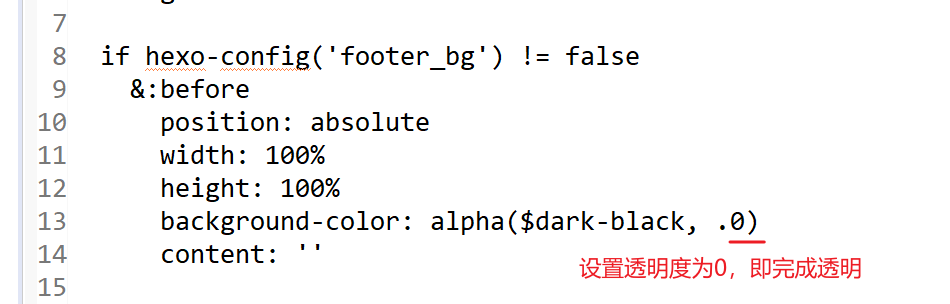 7
8 if hexo-config('footer_bg') != false
9 &:before
10 position: absolute
11 width: 100%
12 height: 100%
13 background-color: alpha($dark-black, .0)
14 content: ''
设置透明度为0，即完成透明
15